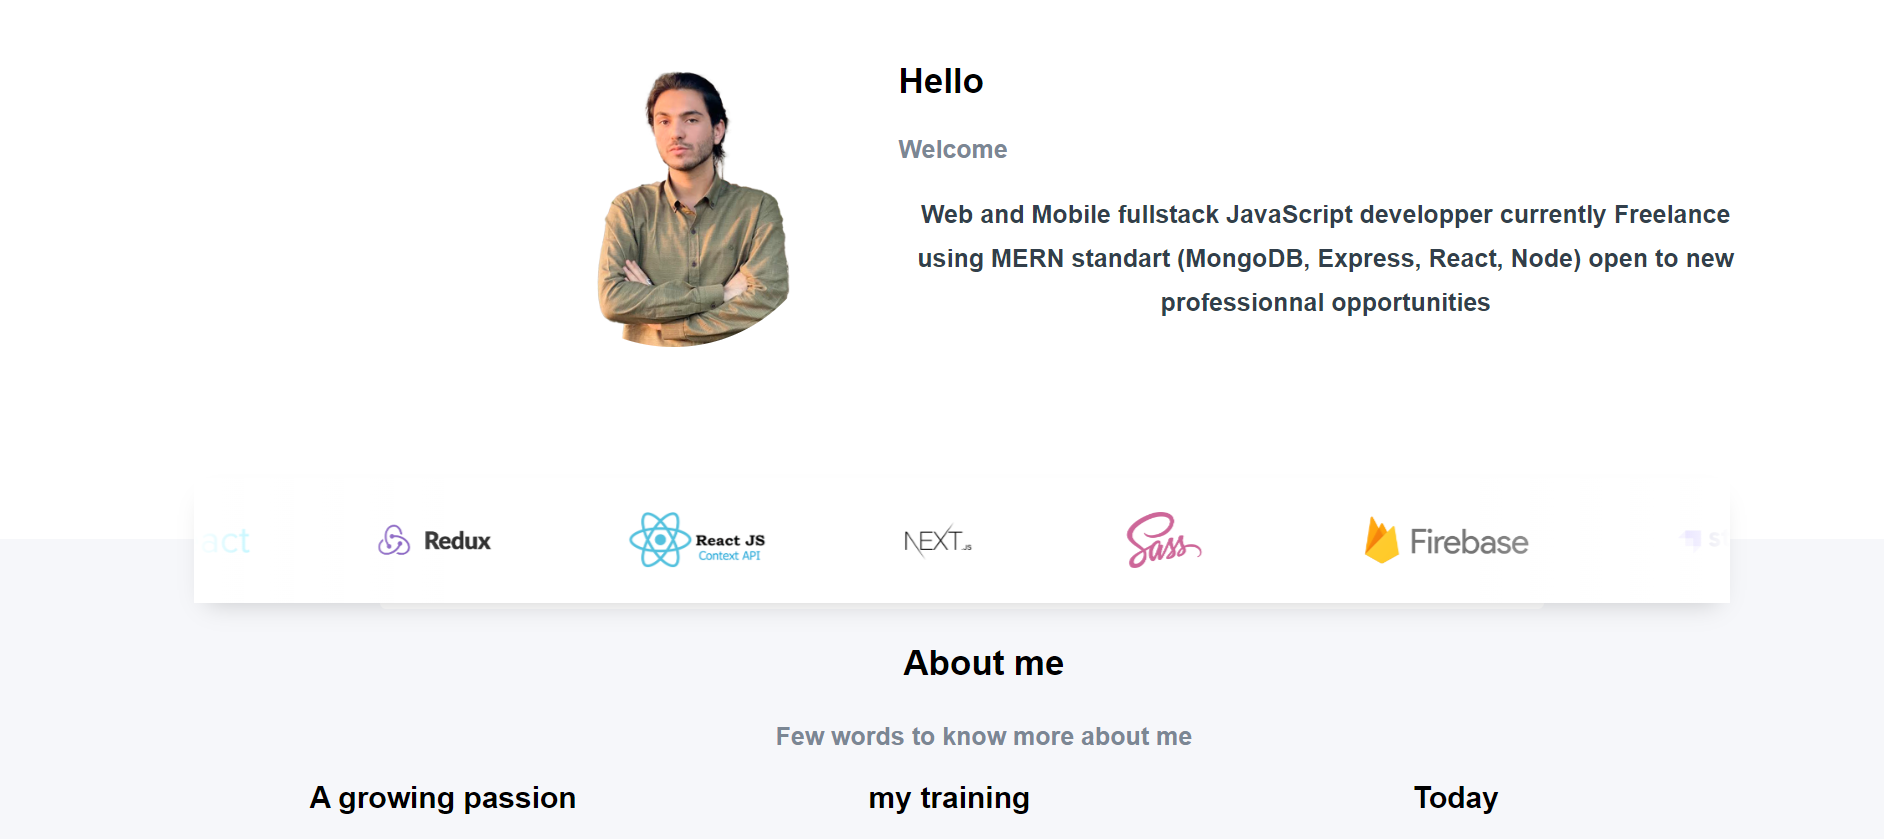 Hello
Welcome
Web and Mobile fullstack JavaScript developper currently Freelance
using MERN standart (MongoDB, Express, React, Node) open to new
professionnal opportunities
act
Redux
React JS
Context API
NEXT.JS
Sass
Firebase
About me
Few words to know more about me
A growing passion
my training
Today